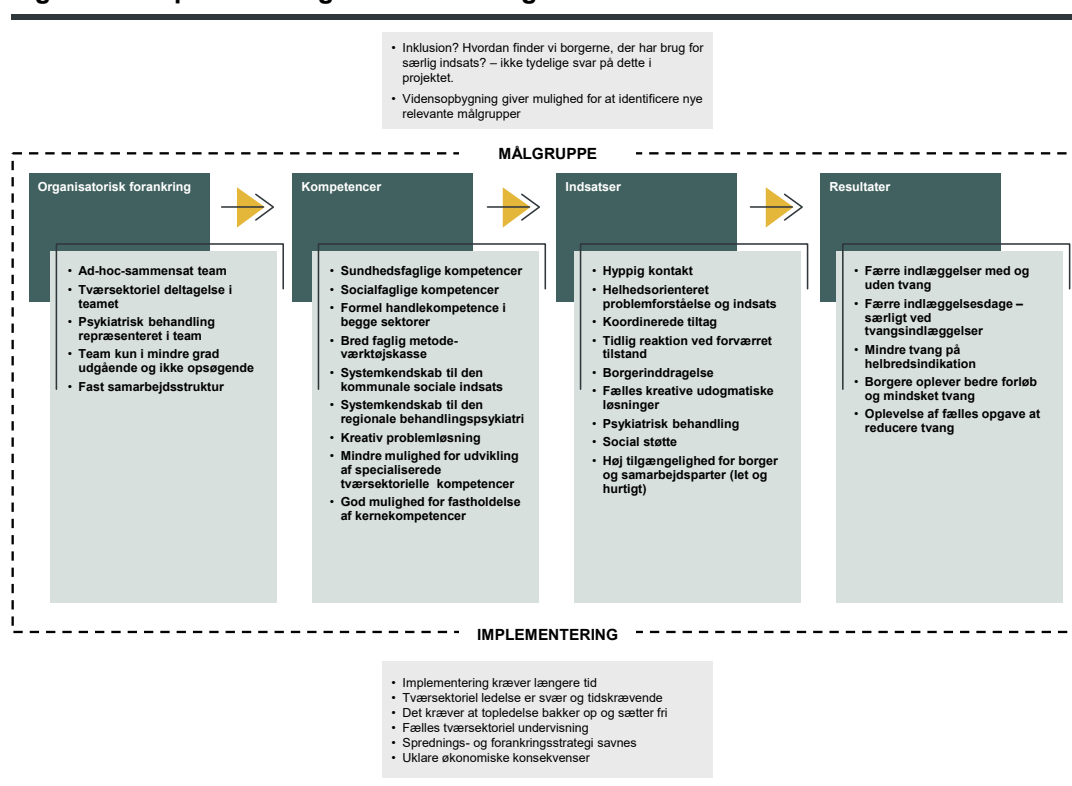 • Inklusion? Hvordan finder vi borgerne, der har brug for
særlig indsats? – ikke tydelige svar på dette i
projektet.
• Vidensopbygning giver mulighed for at identificere nye
relevante målgrupper
MÅLGRUPPE
Organisatorisk forankring
• Ad-hoc-sammensat team
• Tværsektoriel deltagelse i
teamet
• Psykiatrisk behandling
repræsenteret i team
• Team kun i mindre grad
udgående og ikke opsøgende
• Fast samarbejdsstruktur
Kompetencer
• Sundhedsfaglige kompetencer
• Socialfaglige kompetencer
• Formel handlekompetence i
begge sektorer
• Bred faglig metode-
værktøjskasse
• Systemkendskab til den
kommunale sociale indsats
• Systemkendskab til den
regionale behandlingspsykiatri
• Kreativ problemløsning
• Mindre mulighed for udvikling
af specialiserede
tværsektorielle kompetencer
• God mulighed for fastholdelse
af kernekompetencer
Indsatser
• Hyppig kontakt
• Helhedsorienteret
problemforståelse og indsats
• Koordinerede tiltag
• Tidlig reaktion ved forværret
tilstand
• Borgerinddragelse
• Fælles kreative udogmatiske
løsninger
• Psykiatrisk behandling
• Social støtte
• Høj tilgængelighed for borger
og samarbejdsparter (let og
hurtigt)
Resultater
• Færre indlæggelser med og
uden tvang
• Færre indlæggelsesdage –
særligt ved
tvangsindlæggelser
• Mindre tvang på
helbredsindikation
• Borgere oplever bedre forløb
og mindsket tvang
• Oplevelse af fælles opgave at
reducere tvang
IMPLEMENTERING
• Implementering kræver længere tid
• Tværsektoriel ledelse er svær og tidskrævende
• Det kræver at topledelse bakker op og sætter fri
• Fælles tværsektoriel undervisning
• Sprednings- og forankringsstrategi savnes
• Uklare økonomiske konsekvenser